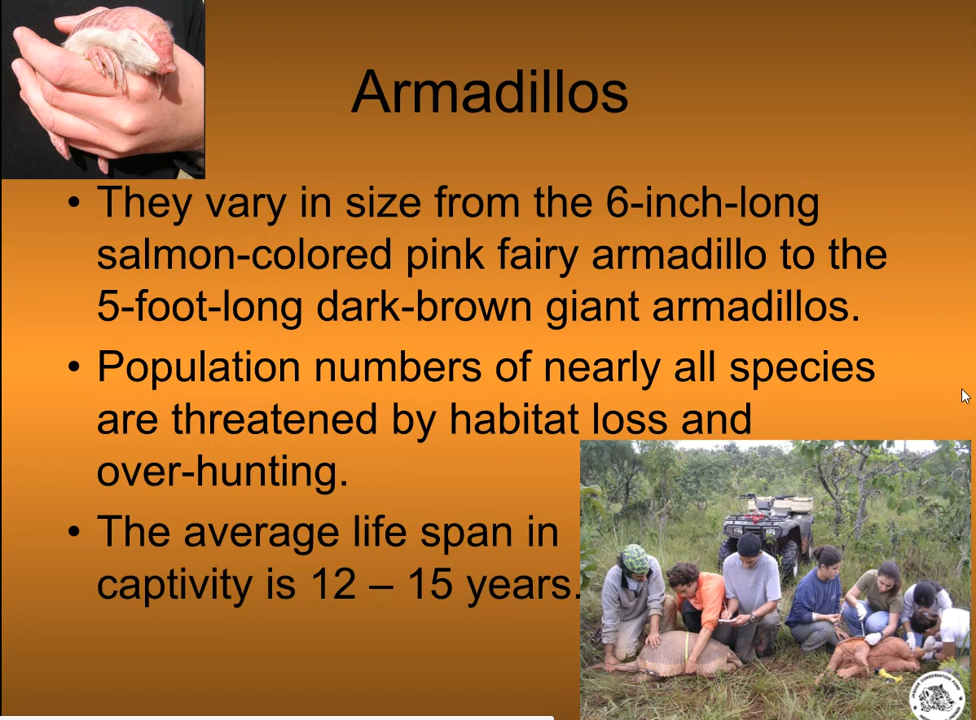 Armadillos
• They vary in size from the 6-inch-long
salmon-colored pink fairy armadillo to the
5-foot-long dark-brown giant armadillos.
• Population numbers of nearly all species
are threatened by habitat loss and
over-hunting.
• The average life span in
captivity is 12 – 15 years.